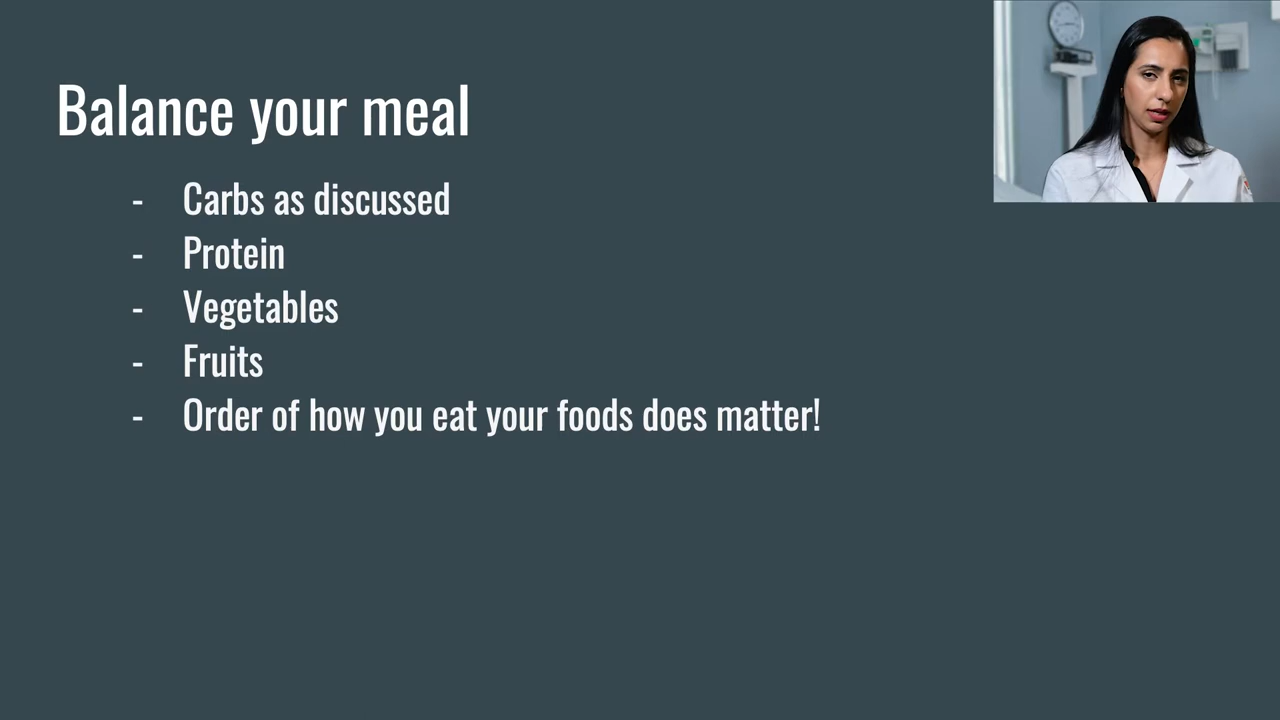 Balance your meal
- Carbs as discussed
- Protein
- Vegetables
- Fruits
- Order of how you eat your foods does matter!